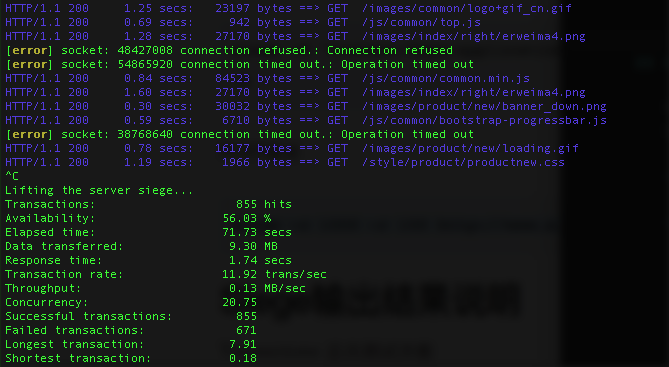 HTTP/1.1 200 1.25 secs: 23197 bytes ==> GET /images/common/logo+gif_cn.gif
HTTP/1.1 200 0.69 secs: 942 bytes ==> GET /js/common/top.js
HTTP/1.1 200 1.28 secs: 27170 bytes ==> GET /images/index/right/erweima4.png
[error] socket: 48427008 connection refused.: Connection refused
[error] socket: 54865920 connection timed out.: Operation timed out
HTTP/1.1 200 0.84 secs: 84523 bytes ==> GET /js/common/common.min.js
HTTP/1.1 200 1.60 secs: 27170 bytes ==> GET /images/index/right/erweima4.png
HTTP/1.1 200 0.30 secs: 30032 bytes ==> GET /images/product/new/banner_down.png
HTTP/1.1 200 0.59 secs: 6710 bytes ==> GET /js/common/bootstrap-progressbar.js
[error] socket: 38768640 connection timed out.: Operation timed out
HTTP/1.1 200 0.78 secs: 16177 bytes ==> GET /images/product/new/loading.gif
HTTP/1.1 200 1.19 secs: 1966 bytes ==> GET /style/product/productnew.css
^C
Lifting the server siege...
Transactions: 855 hits
Availability: 56.03 %
Elapsed time: 71.73 secs
Data transferred: 9.30 MB
Response time: 1.74 secs
Transaction rate: 11.92 trans/sec
Throughput: 0.13 MB/sec
Concurrency: 20.75
Successful transactions: 855
Failed transactions: 671
Longest transaction: 7.91
Shortest transaction: 0.18